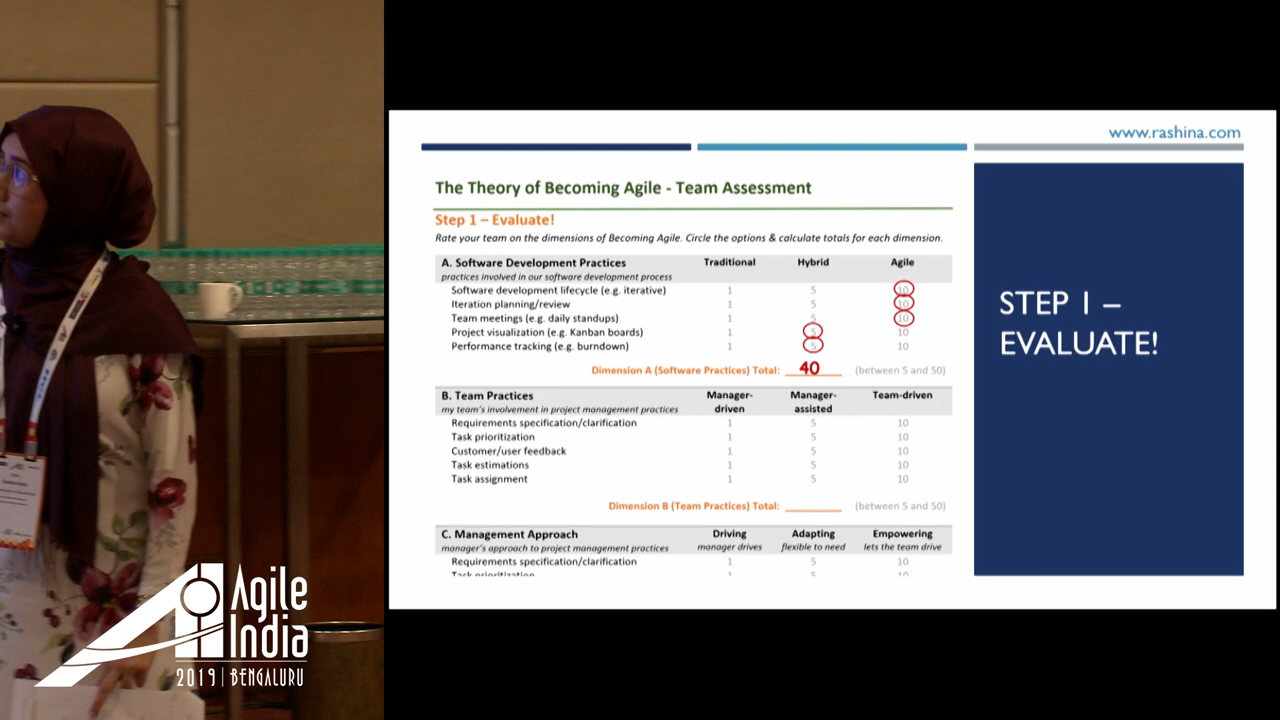 www.rashina.com
The Theory of Becoming Agile - Team Assessment
Step 1 – Evaluate!
Rate your team on the dimensions of Becoming Agile. Circle the options & calculate totals for each dimension.
A. Software Development Practices Traditional Hybrid Agile
practices involved in our software development process
Software development lifecycle (e.g. iterative) 1 5 10
Iteration planning/review 1 5 10
Team meetings (e.g. daily standups) 1 5 10
Project visualization (e.g. Kanban boards) 1 5 10
Performance tracking (e.g. burndown) 1 5 10
Dimension A (Software Practices) Total: 40 (between 5 and 50)
B. Team Practices Manager-driven Manager-assisted Team-driven
my team's involvement in project management practices
Requirements specification/clarification 1 5 10
Task prioritization 1 5 10
Customer/user feedback 1 5 10
Task estimations 1 5 10
Task assignment 1 5 10
Dimension B (Team Practices) Total: (between 5 and 50)
C. Management Approach Driving Adapting Empowering
manager's approach to project management practices manager drives flexible to need lets the team drive
Requirements specification/clarification 1 5 10
Task prioritization 1 5 10
STEP 1 –
EVALUATE!
Agile
India
2019 | BENGALURU